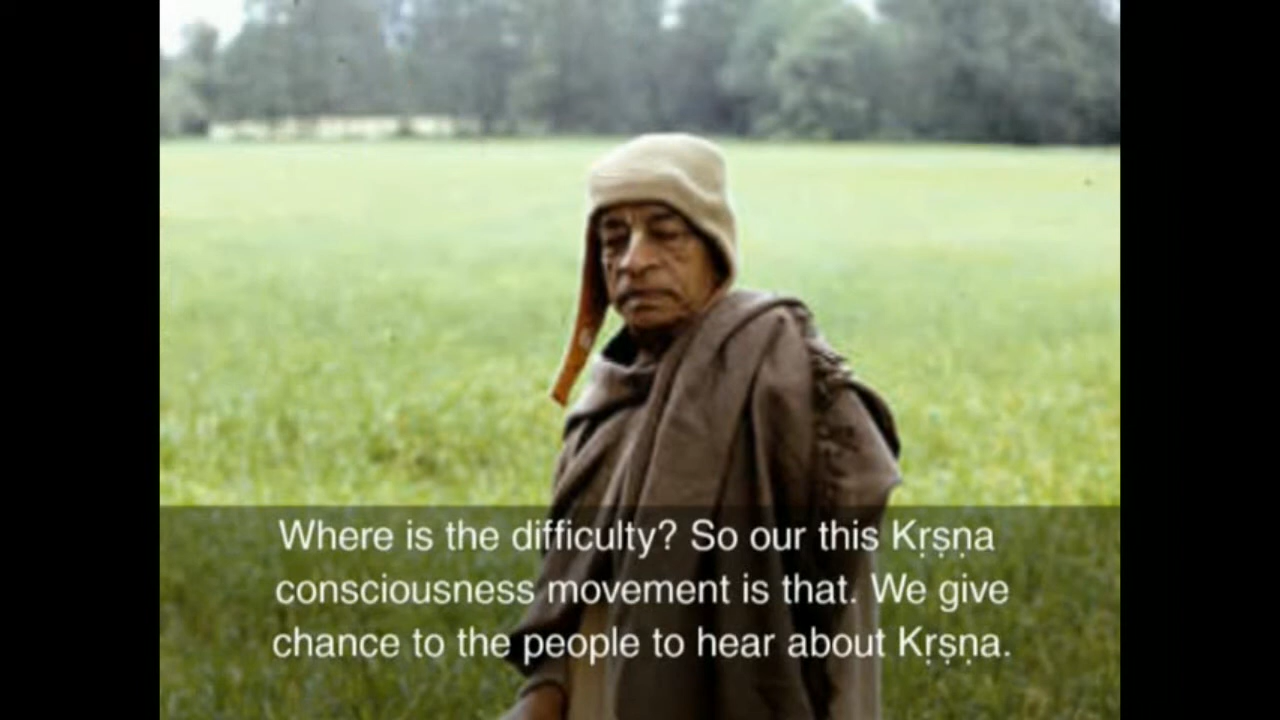 Where is the difficulty? So our this Kṛṣṇa
consciousness movement is that. We give
chance to the people to hear about Kṛṣṇa.